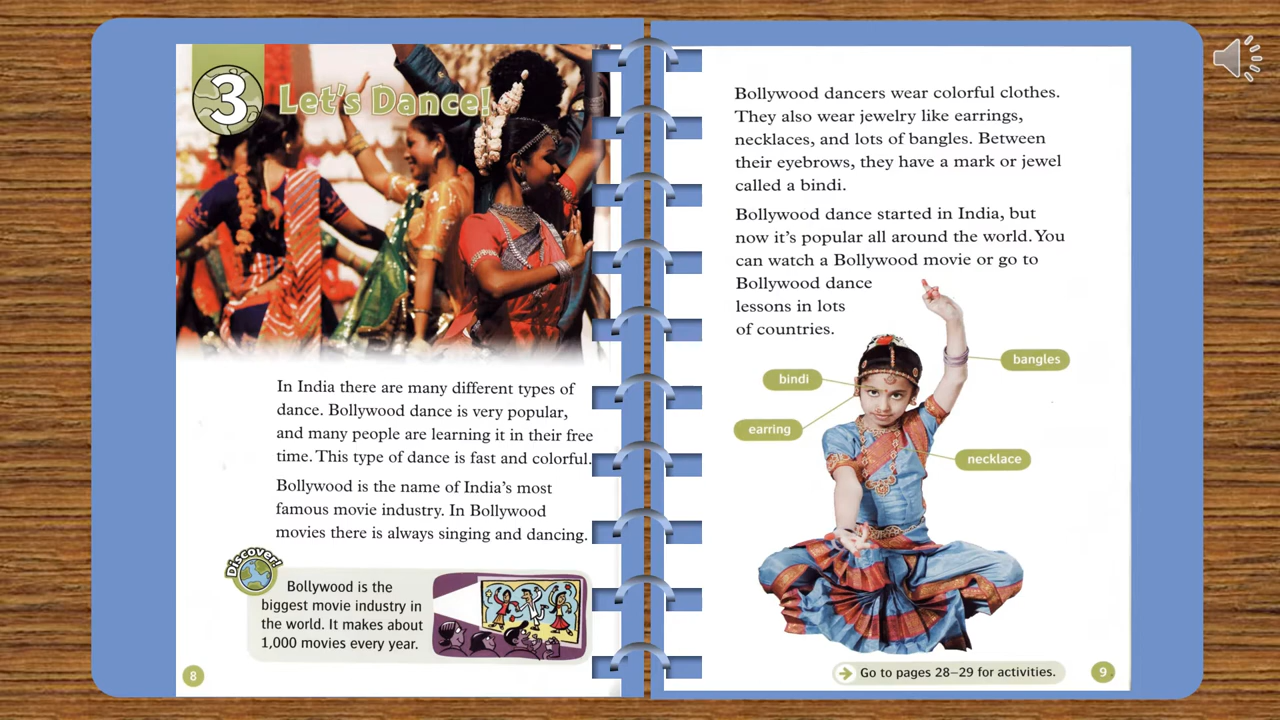 3
Let's Dance!
In India there are many different types of
dance. Bollywood dance is very popular,
and many people are learning it in their free
time. This type of dance is fast and colorful.
Bollywood is the name of India's most
famous movie industry. In Bollywood
movies there is always singing and dancing.
Discover!
Bollywood is the
biggest movie industry in
the world. It makes about
1,000 movies every year.
8
Bollywood dancers wear colorful clothes.
They also wear jewelry like earrings,
necklaces, and lots of bangles. Between
their eyebrows, they have a mark or jewel
called a bindi.
Bollywood dance started in India, but
now it's popular all around the world. You
can watch a Bollywood movie or go to
Bollywood dance
lessons in lots
of countries.
bangles
bindi
earring
necklace
Go to pages 28–29 for activities.
9